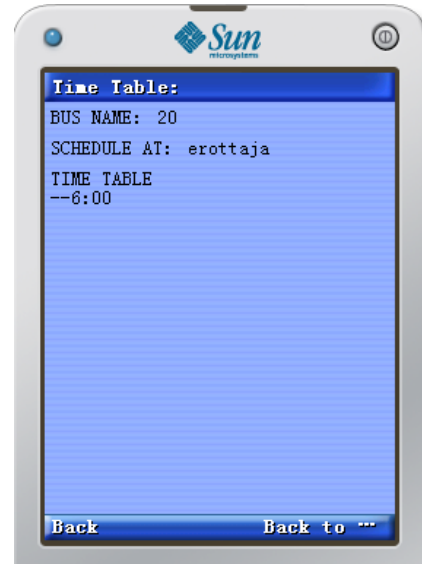 Sun
microsystems
Time Table:
BUS NAME: 20
SCHEDULE AT: erottaja
TIME TABLE
--6:00
Back Back to ...